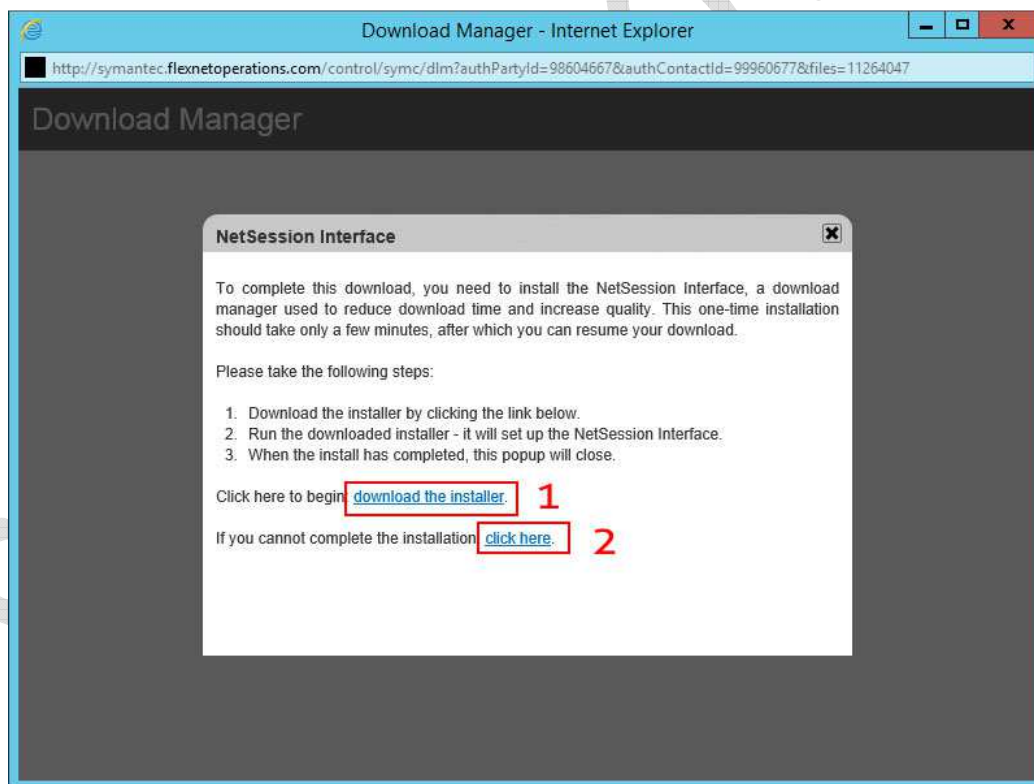 Download Manager - Internet Explorer
http://symantec.flexnetoperations.com/control/symc/dlm?authPartyId=98604667&authContactId=99960677&files=11264047
Download Manager
NetSession Interface
To complete this download, you need to install the NetSession Interface, a download
manager used to reduce download time and increase quality. This one-time installation
should take only a few minutes, after which you can resume your download.
Please take the following steps:
1. Download the installer by clicking the link below.
2. Run the downloaded installer - it will set up the NetSession Interface.
3. When the install has completed, this popup will close.
Click here to begin download the installer. 1
If you cannot complete the installation click here. 2